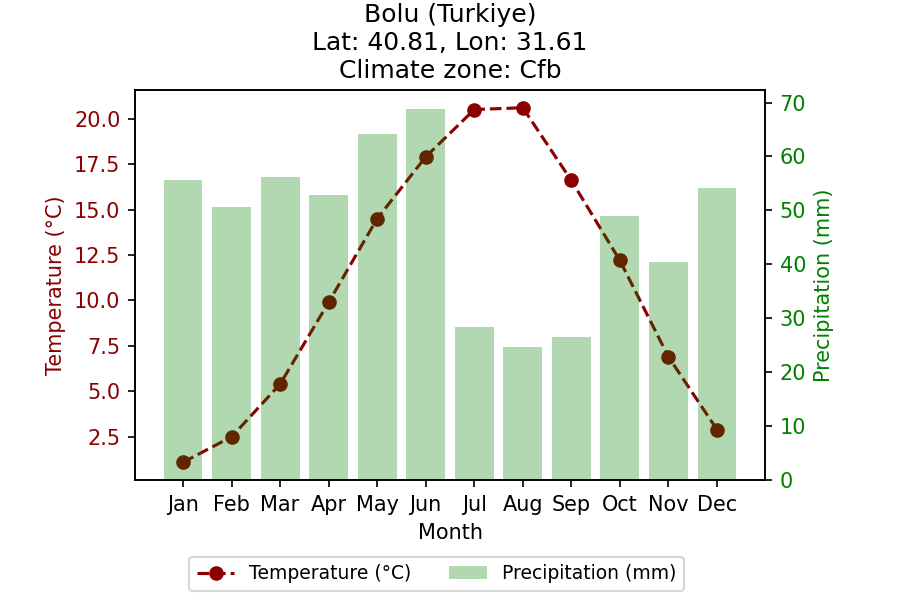 Bolu (Turkiye)
Lat: 40.81, Lon: 31.61
Climate zone: Cfb
Temperature (°C)
20.0
17.5
15.0
12.5
10.0
7.5
5.0
2.5
70
60
50
40
30
20
10
0
Precipitation (mm)
Jan Feb Mar Apr May Jun Jul Aug Sep Oct Nov Dec
Month
Temperature (°C) Precipitation (mm)